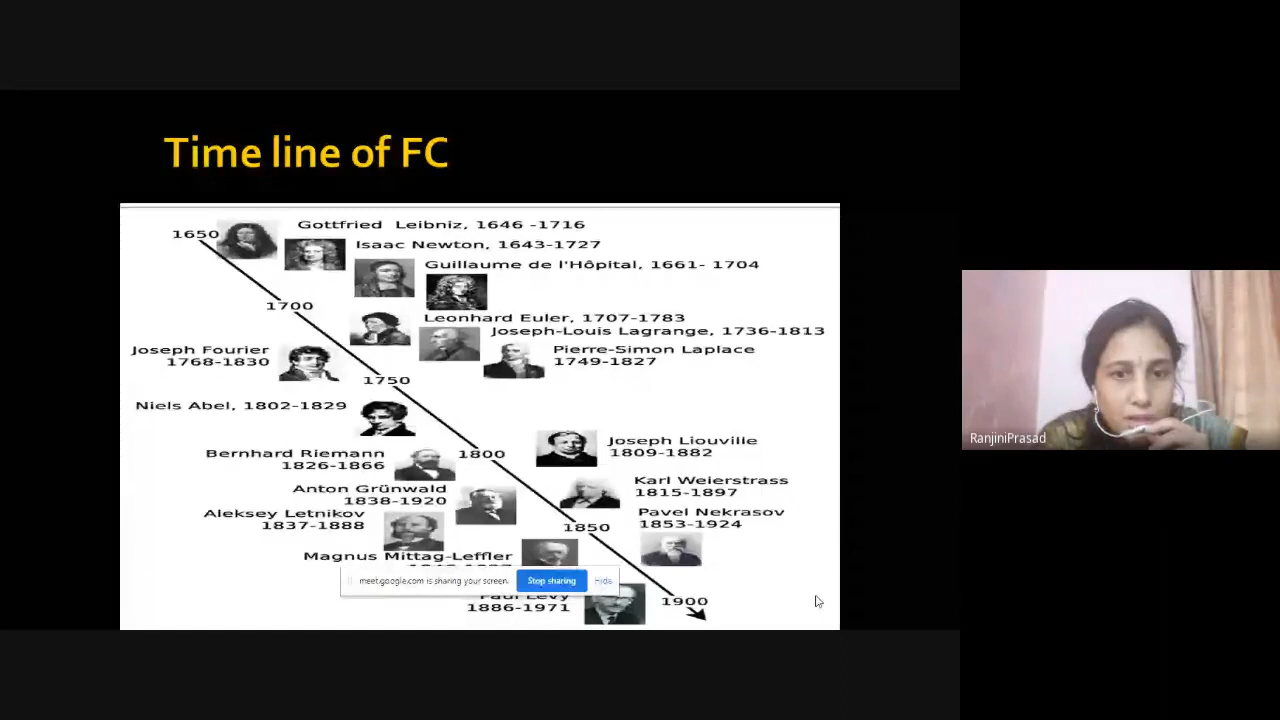 Time line of FC
1650
Gottfried Leibniz, 1646 -1716
Isaac Newton, 1643-1727
Guillaume de l'Hôpital, 1661- 1704
1700
Leonhard Euler, 1707-1783
Joseph-Louis Lagrange, 1736-1813
Joseph Fourier
1768-1830
Pierre-Simon Laplace
1749-1827
1750
Niels Abel, 1802-1829
1800
Joseph Liouville
1809-1882
Bernhard Riemann
1826-1866
Karl Weierstrass
1815-1897
Anton Grünwald
1838-1920
Aleksey Letnikov
1837-1888
Pavel Nekrasov
1853-1924
1850
Magnus Mittag-Leffler
meet.google.com is sharing your screen.
Stop sharing
Hide
Paul Lévy
1886-1971
1900
RanjiniPrasad